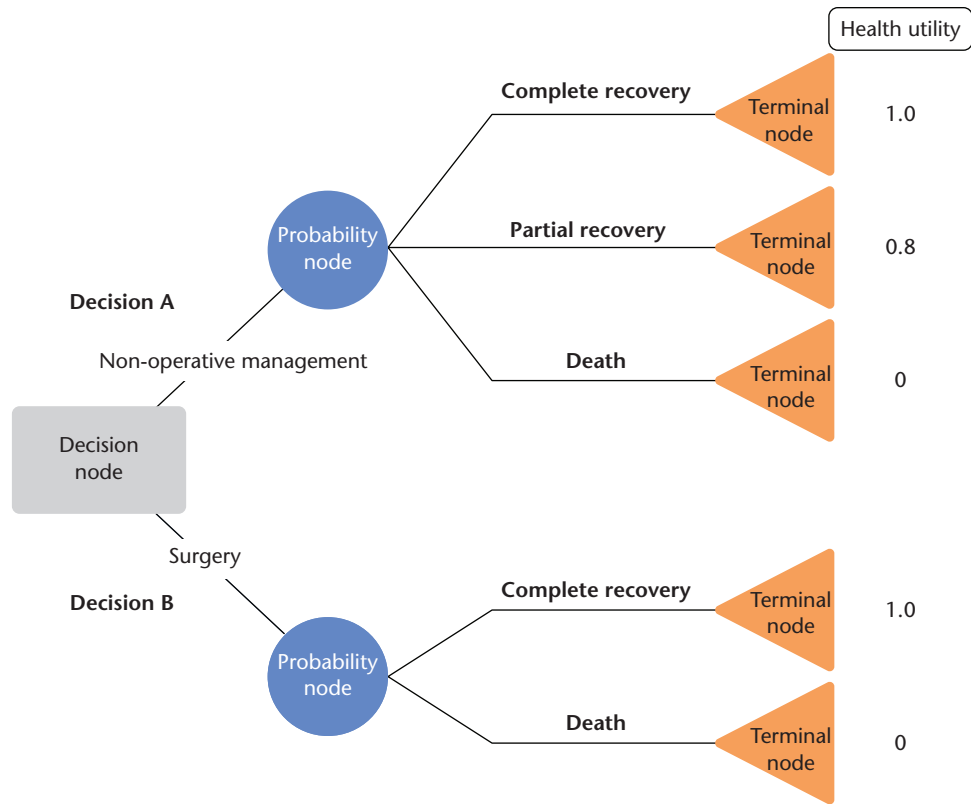 Health utility
Complete recovery
Terminal
node
1.0
Probability
node
Partial recovery
Terminal
node
0.8
Decision A
Non-operative management
Death
Terminal
node
0
Decision
node
Surgery
Decision B
Complete recovery
Terminal
node
1.0
Probability
node
Death
Terminal
node
0